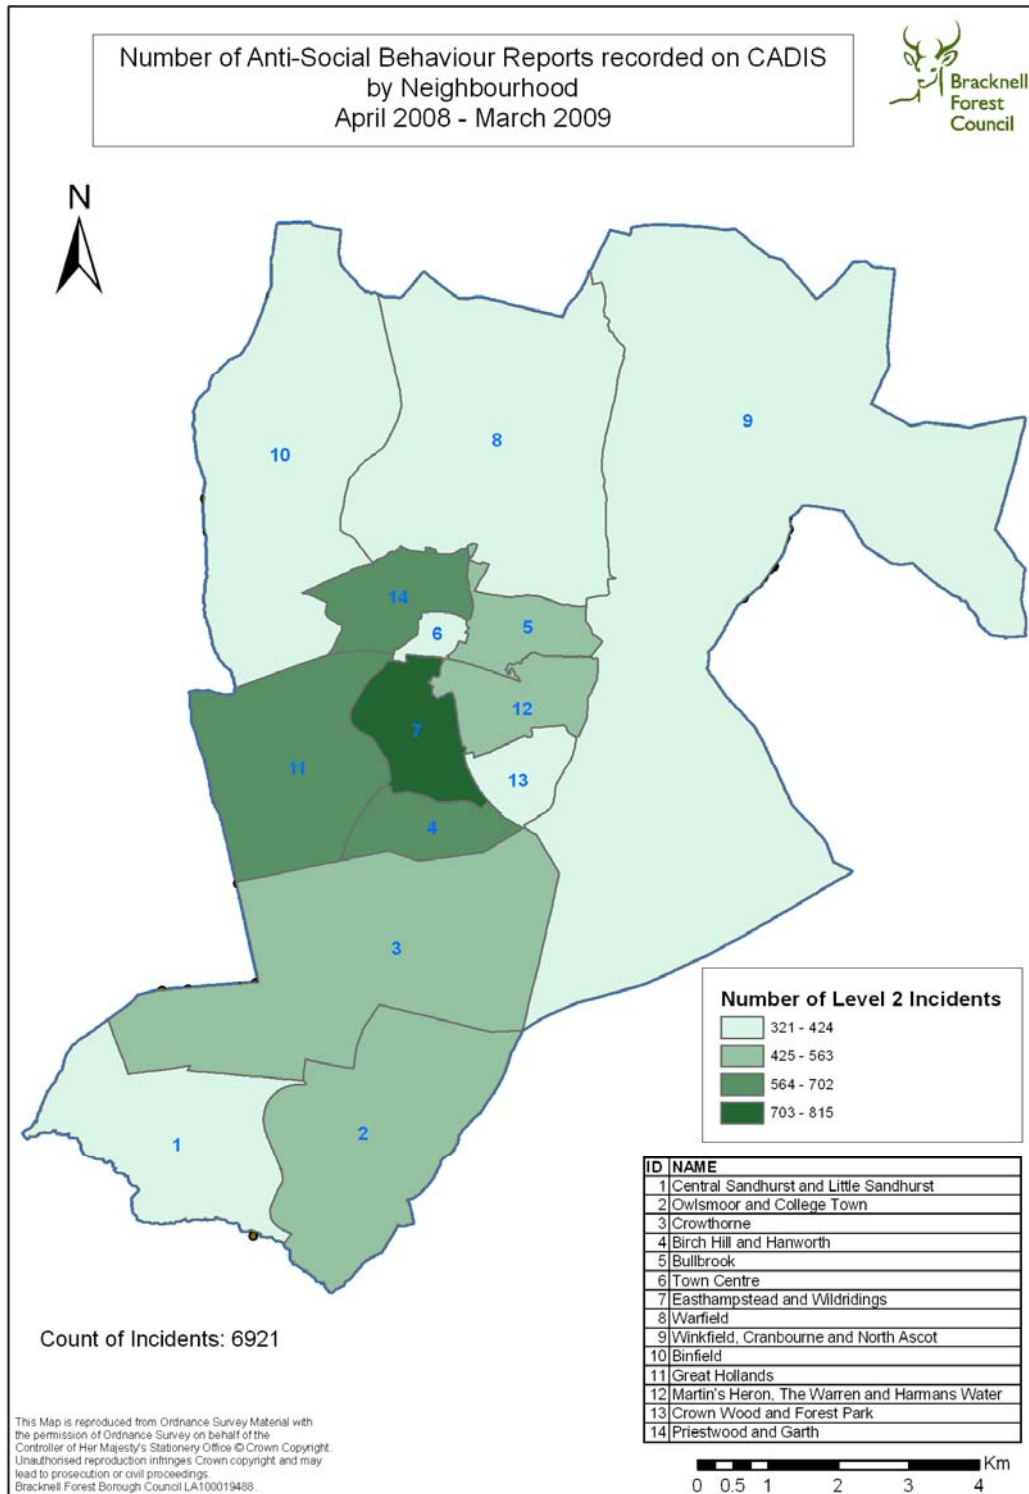 Number of Anti-Social Behaviour Reports recorded on CADIS
by Neighbourhood
April 2008 - March 2009
Bracknell
Forest
Council
N
10
8
9
14
6
5
12
7
13
11
4
3
2
1
Number of Level 2 Incidents
321 - 424
425 - 563
564 - 702
703 - 815
ID NAME
1 Central Sandhurst and Little Sandhurst
2 Owlsmoor and College Town
3 Crowthorne
4 Birch Hill and Hanworth
5 Bullbrook
6 Town Centre
7 Easthampstead and Wildridings
8 Warfield
9 Winkfield, Cranbourne and North Ascot
10 Binfield
11 Great Hollands
12 Martin's Heron, The Warren and Harmans Water
13 Crown Wood and Forest Park
14 Priestwood and Garth
Count of Incidents: 6921
This Map is reproduced from Ordnance Survey Material with
the permission of Ordnance Survey on behalf of the
Controller of Her Majesty's Stationery Office © Crown Copyright.
Unauthorised reproduction infringes Crown copyright and may
lead to prosecution or civil proceedings.
Bracknell Forest Borough Council LA100019488.
Km
0 0.5 1 2 3 4